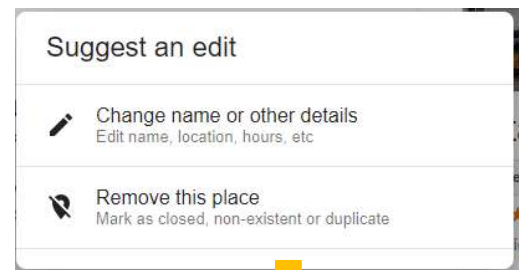 Suggest an edit
Change name or other details
Edit name, location, hours, etc
Remove this place
Mark as closed, non-existent or duplicate